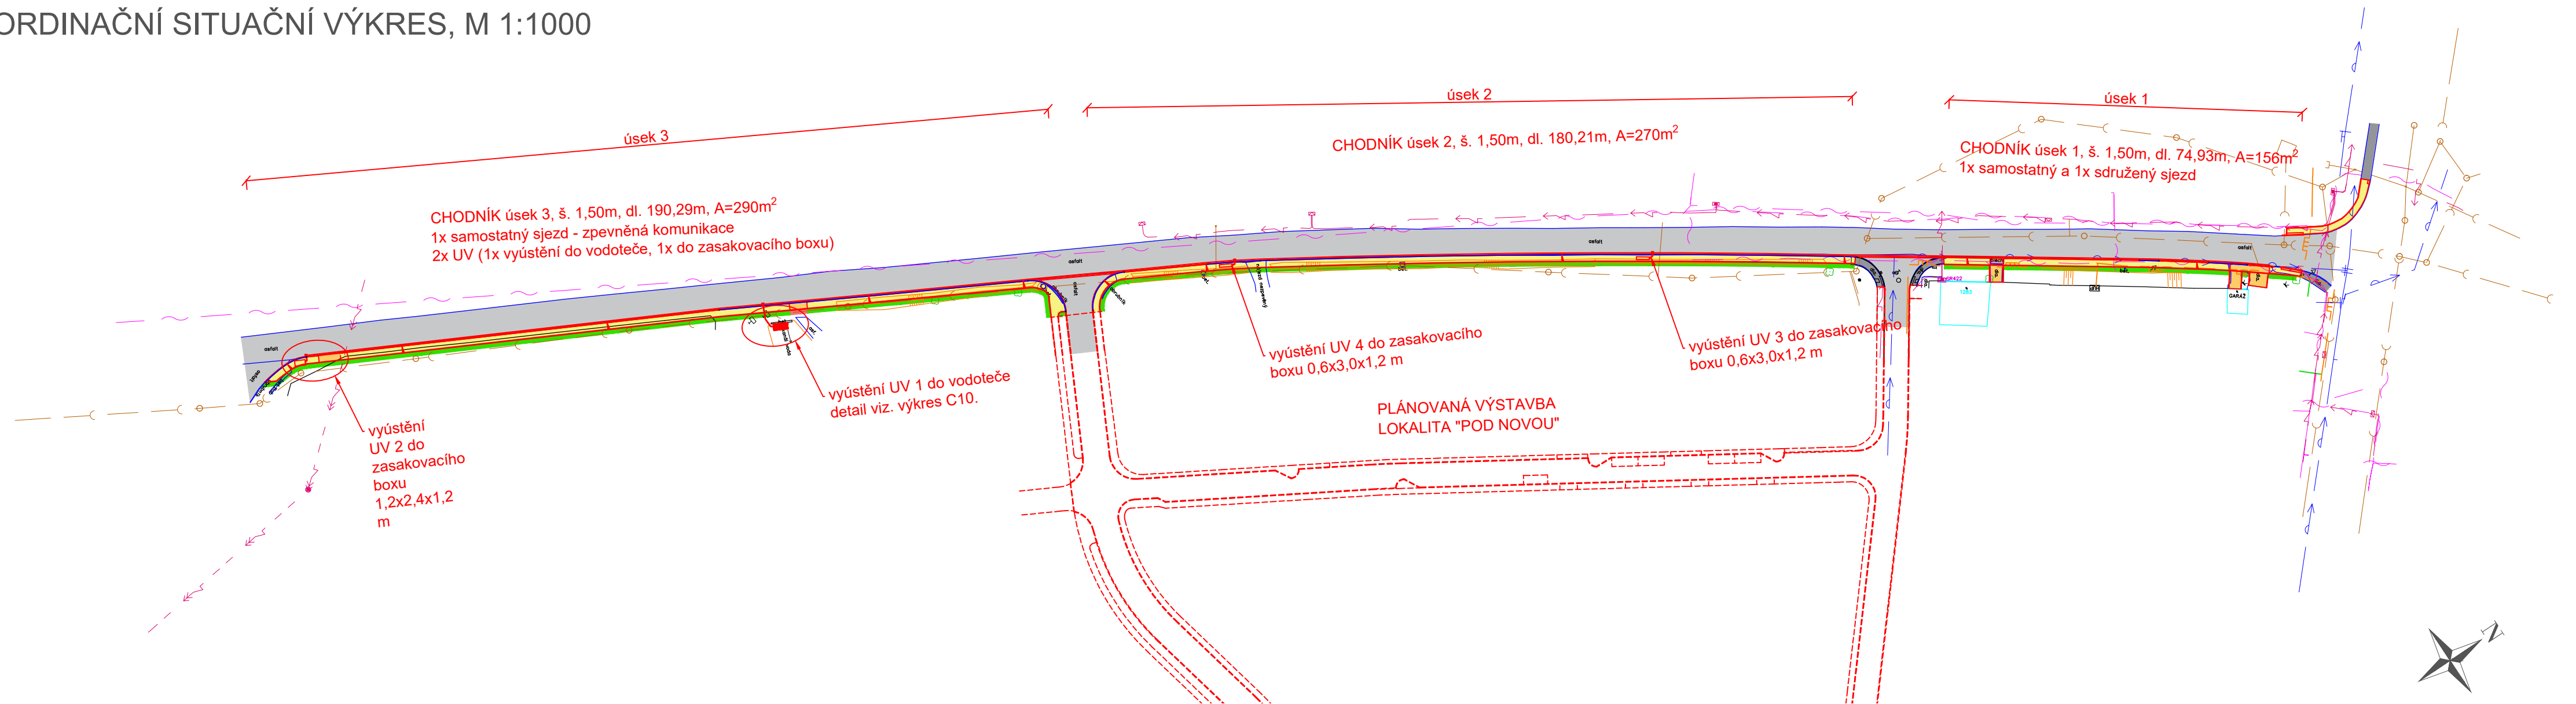 ORDINAČNÍ SITUAČNÍ VÝKRES, M 1:1000
úsek 3
úsek 2
úsek 1
CHODNÍK úsek 3, š. 1,50m, dl. 190,29m, A=290m²
1x samostatný sjezd - zpevněná komunikace
2x UV (1x vyústění do vodoteče, 1x do zasakovacího boxu)
CHODNÍK úsek 2, š. 1,50m, dl. 180,21m, A=270m²
CHODNÍK úsek 1, š. 1,50m, dl. 74,93m, A=156m²
1x samostatný a 1x sdružený sjezd
asfalt
asfalt
asfalt
asfalt
asfalt
asfalt
GARÁŽ
vyústění
UV 2 do
zasakovacího
boxu
1,2x2,4x1,2
m
vyústění UV 1 do vodoteče
detail viz. výkres C10.
vyústění UV 4 do zasakovacího
boxu 0,6x3,0x1,2 m
vyústění UV 3 do zasakovacího
boxu 0,6x3,0x1,2 m
PLÁNOVANÁ VÝSTAVBA
LOKALITA "POD NOVOU"
N